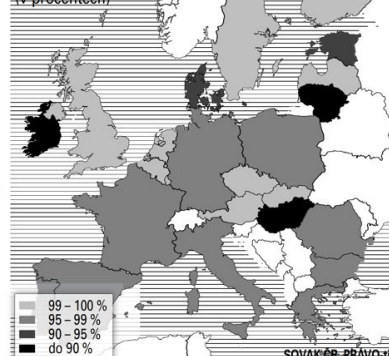 (v procentech)
99 – 100 %
95 – 99 %
90 – 95 %
do 90 %
SOVAK ČR, PRÁVO